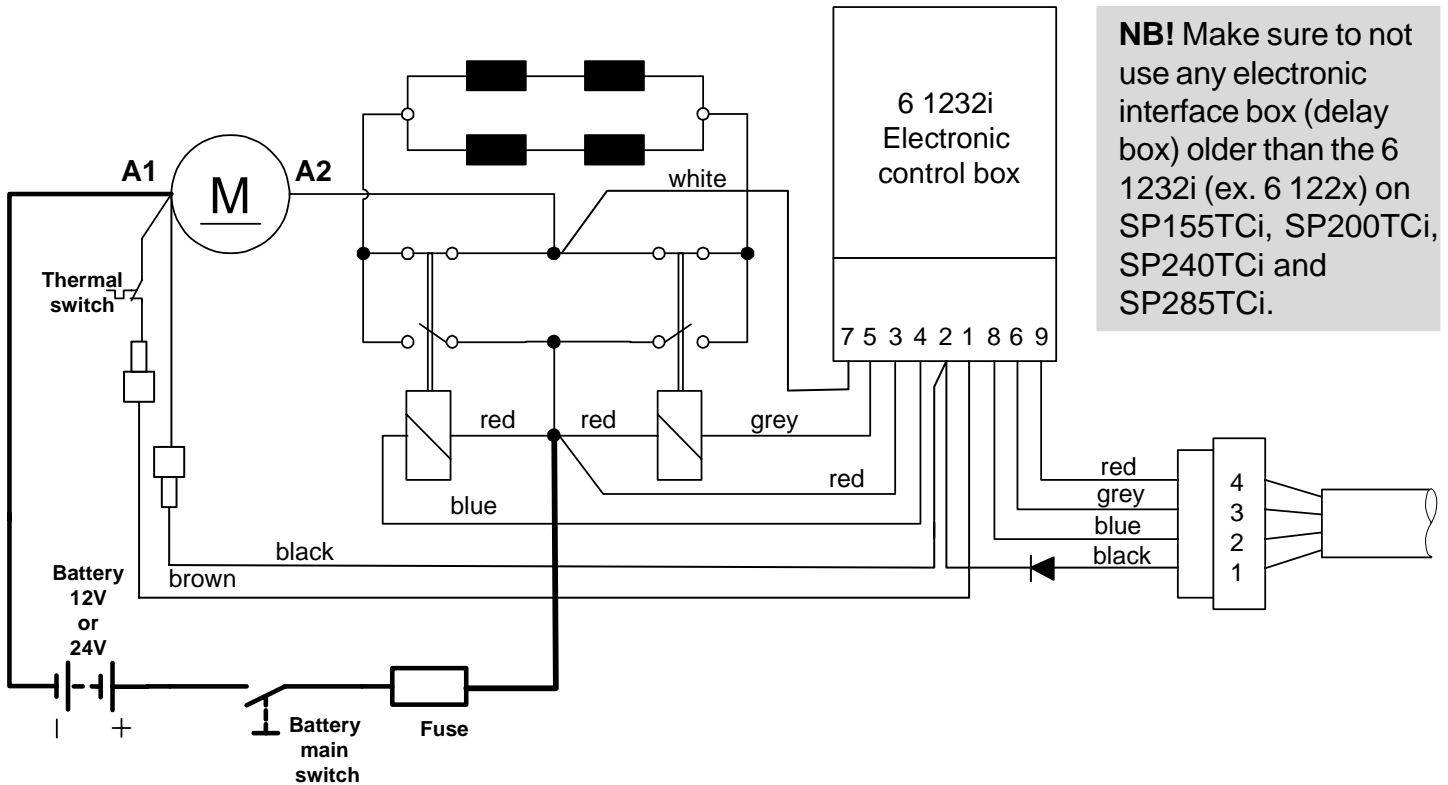 NB! Make sure to not
use any electronic
interface box (delay
box) older than the 6
1232i (ex. 6 122x) on
SP155TCi, SP200TCi,
SP240TCi and
SP285TCi.
6 1232i
Electronic
control box
A1
M
A2
white
Thermal
switch
7 5 3 4 2 1 8 6 9
red
red
grey
red
blue
black
brown
red
grey
blue
black
4
3
2
1
Battery
12V
or
24V
Battery
main
switch
Fuse